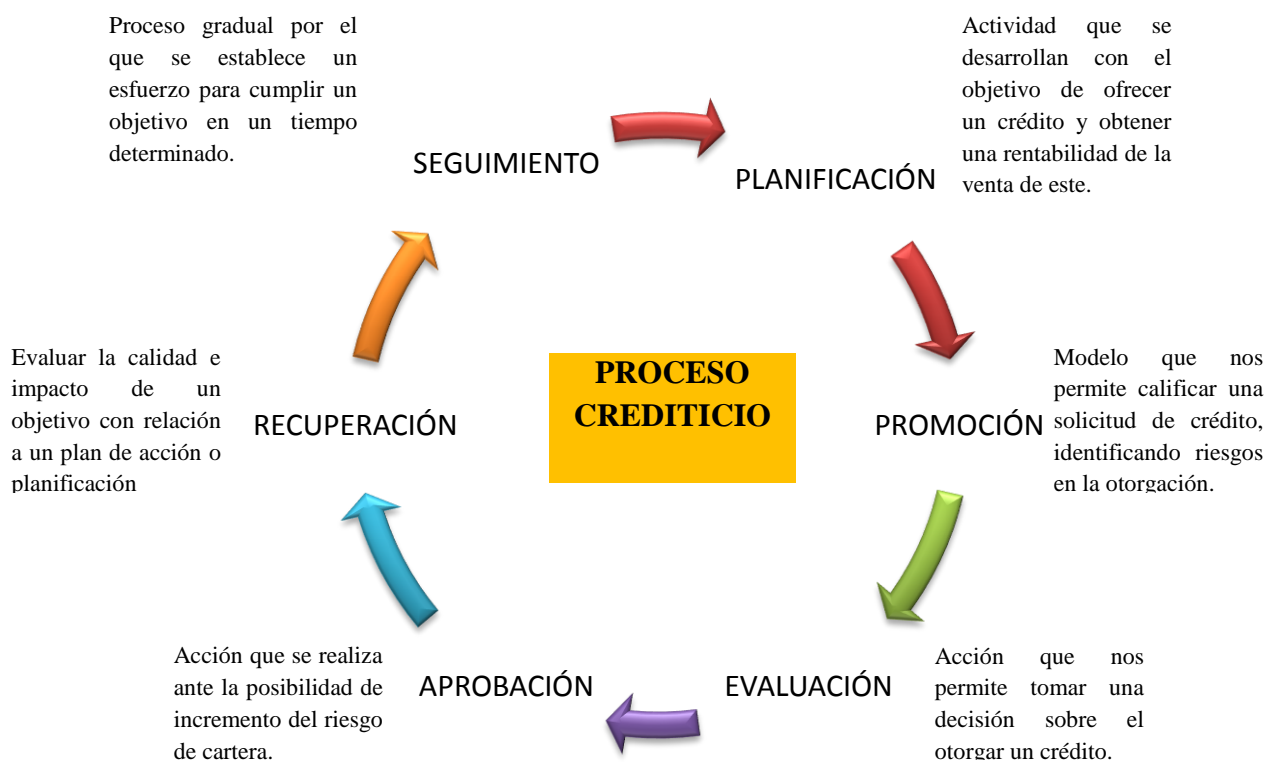 Proceso gradual por el
que se establece un
esfuerzo para cumplir un
objetivo en un tiempo
determinado.
Actividad que se
desarrollan con el
objetivo de ofrecer
un crédito y obtener
una rentabilidad de la
venta de este.
SEGUIMIENTO
PLANIFICACIÓN
Evaluar la calidad e
impacto de un
objetivo con relación
a un plan de acción o
planificación
RECUPERACIÓN
PROCESO
CREDITICIO
PROMOCIÓN
Modelo que nos
permite calificar una
solicitud de crédito,
identificando riesgos
en la otorgación.
Acción que se realiza
ante la posibilidad de
incremento del riesgo
de cartera.
APROBACIÓN
EVALUACIÓN
Acción que nos
permite tomar una
decisión sobre el
otorgar un crédito.